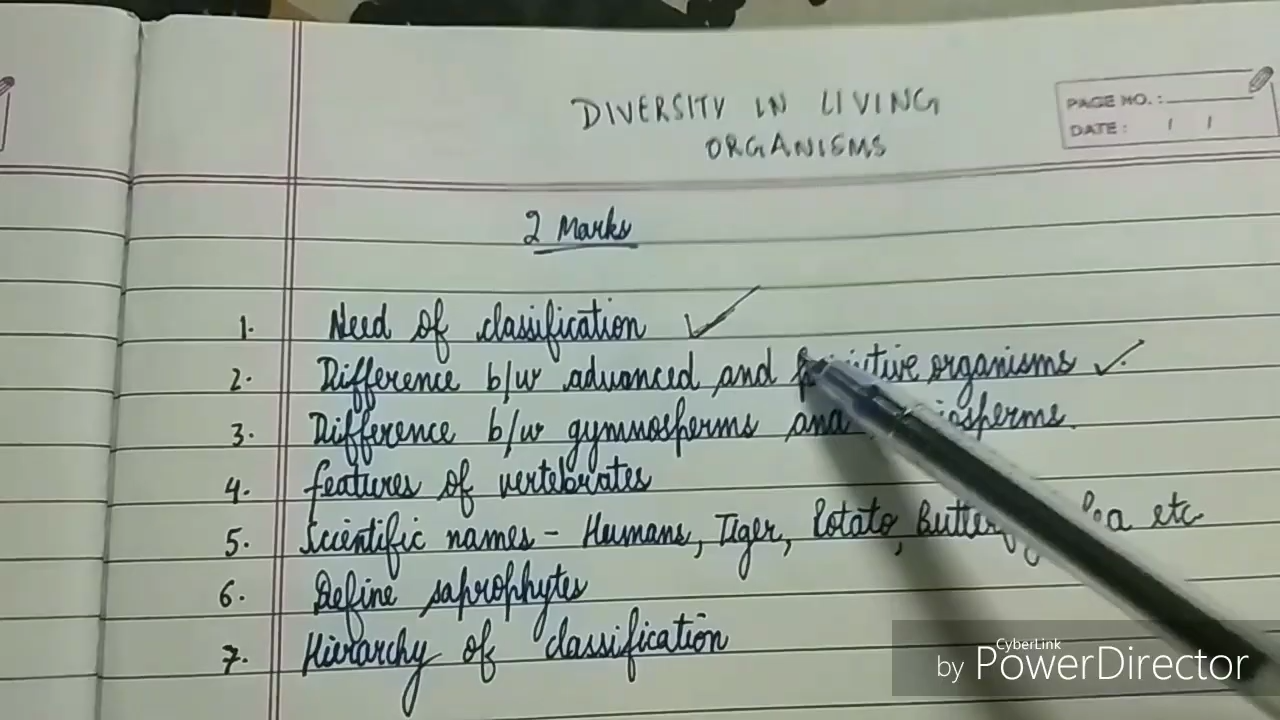 DIVERSITY IN LIVING
ORGANISMS
PAGE NO. :
DATE : / /
2 Marks
1. Need of classification
2. Difference b/w advanced and organisms
3. Difference b/w gymnosperms and
4. features of vertebrates
5. Scientific names - Humans, Tiger, Potato, etc
6. Define saprophytes
7. Hierarchy of classification
CyberLink
by PowerDirector